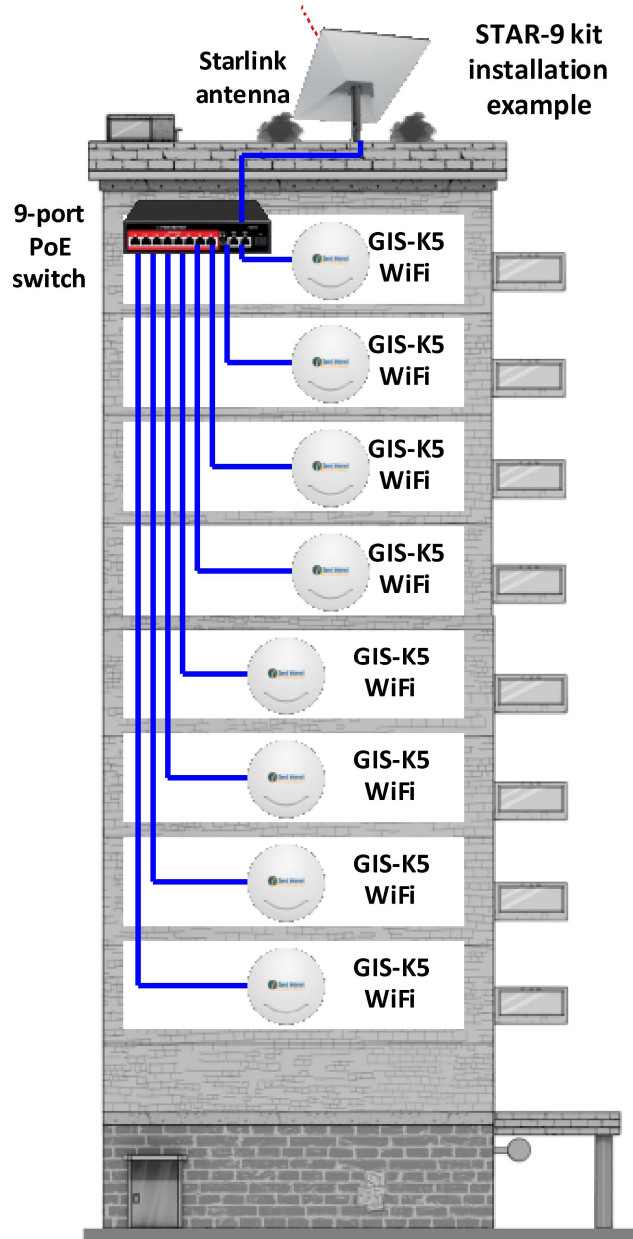 STAR-9 kit
installation
example
Starlink
antenna
9-port
PoE
switch
GIS-K5
WiFi
GIS-K5
WiFi
GIS-K5
WiFi
GIS-K5
WiFi
GIS-K5
WiFi
GIS-K5
WiFi
GIS-K5
WiFi
GIS-K5
WiFi